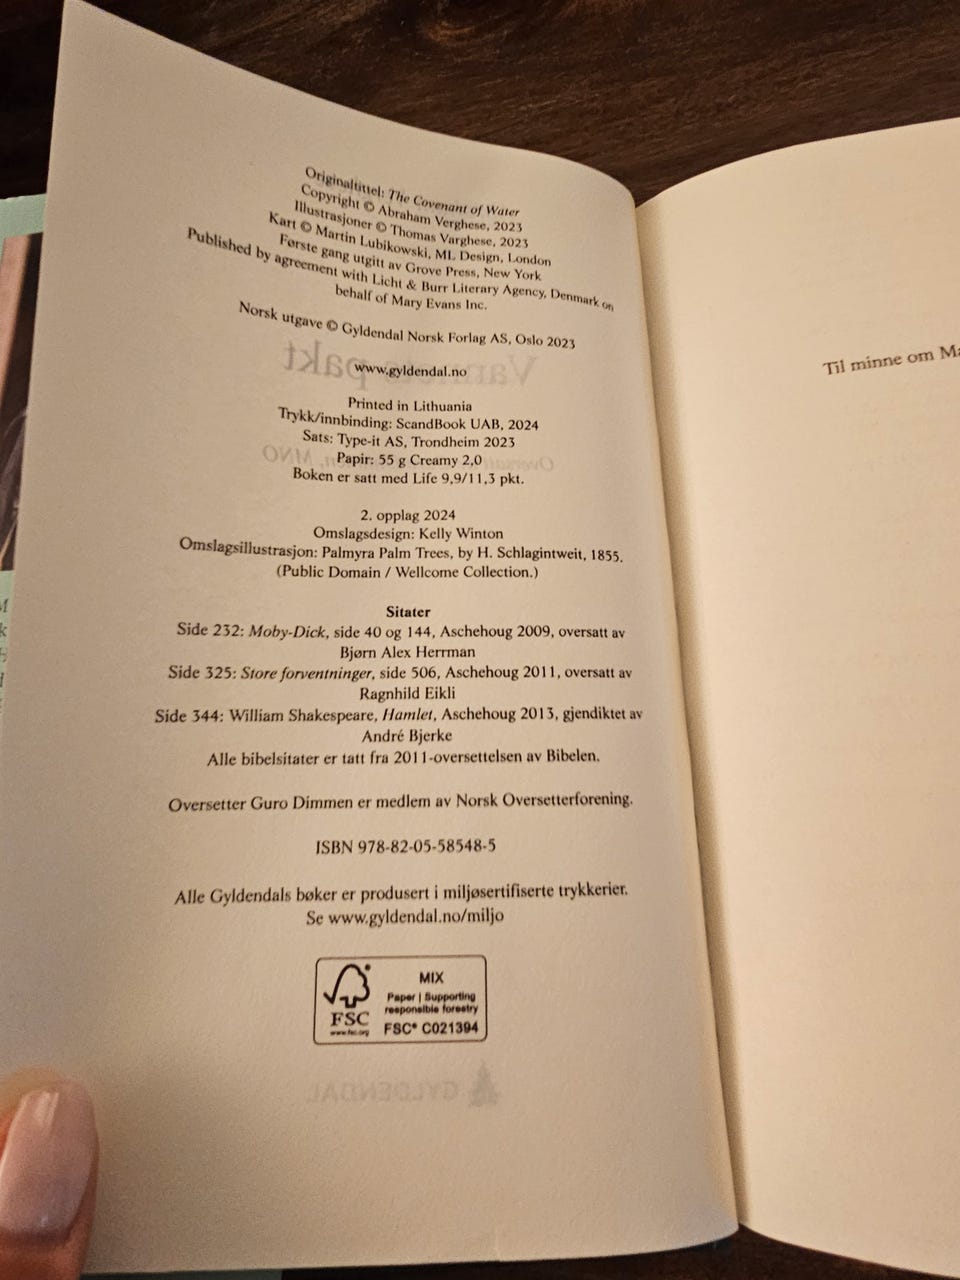 Originaltittel: The Covenant of Water
Copyright © Abraham Verghese, 2023
Illustrasjoner © Thomas Varghese, 2023
Kart © Martin Lubikowski, ML Design, London
Første gang utgitt av Grove Press, New York
Published by agreement with Licht & Burr Literary Agency, Denmark on
behalf of Mary Evans Inc.
Norsk utgave © Gyldendal Norsk Forlag AS, Oslo 2023
www.gyldendal.no
Printed in Lithuania
Trykk/innbinding: ScandBook UAB, 2024
Sats: Type-it AS, Trondheim 2023
Papir: 55 g Creamy 2,0
Boken er satt med Life 9,9/11,3 pkt.
2. opplag 2024
Omslagsdesign: Kelly Winton
Omslagsillustrasjon: Palmyra Palm Trees, by H. Schlagintweit, 1855.
(Public Domain / Wellcome Collection.)
Sitater
Side 232: Moby-Dick, side 40 og 144, Aschehoug 2009, oversatt av
Bjørn Alex Herrman
Side 325: Store forventninger, side 506, Aschehoug 2011, oversatt av
Ragnhild Eikli
Side 344: William Shakespeare, Hamlet, Aschehoug 2013, gjendiktet av
André Bjerke
Alle bibelsitater er tatt fra 2011-oversettelsen av Bibelen.
Oversetter Guro Dimmen er medlem av Norsk Oversetterforening.
ISBN 978-82-05-58548-5
Alle Gyldendals bøker er produsert i miljøsertifiserte trykkerier.
Se www.gyldendal.no/miljo
FSC
www.fsc.org
MIX
Paper | Supporting
responsible forestry
FSC® C021394
GYLDENDAL
Til minne om Ma